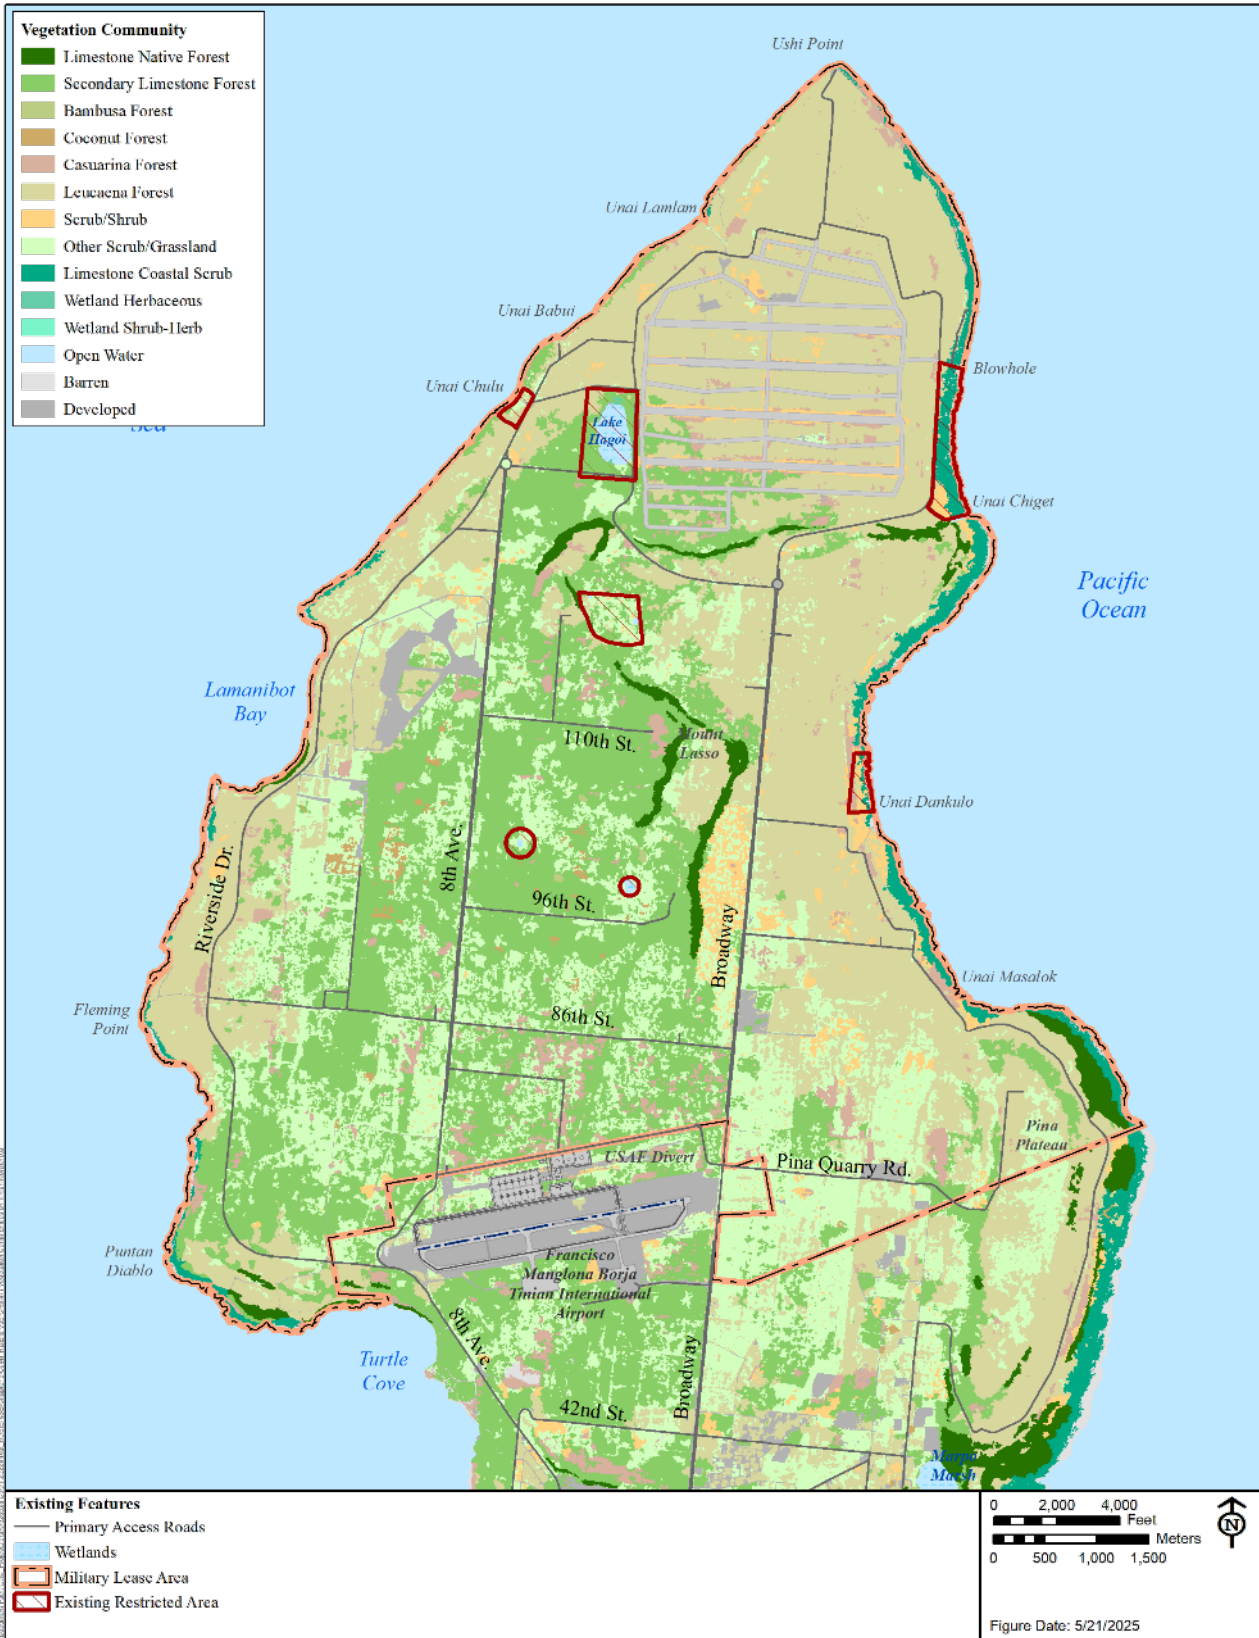 Vegetation Community
Limestone Native Forest
Secondary Limestone Forest
Bambusa Forest
Coconut Forest
Casuarina Forest
Leucaena Forest
Scrub/Shrub
Other Scrub/Grassland
Limestone Coastal Scrub
Wetland Herbaceous
Wetland Shrub-Herb
Open Water
Barren
Developed
Sea
Ushi Point
Unai Lamlam
Unai Babui
Unai Chulu
Blowhole
Lake
Hagoi
Unai Chiget
Pacific
Ocean
Lamanibot
Bay
110th St.
Mount
Lasso
Unai Dankulo
8th Ave.
Riverside Dr.
96th St.
Broadway
Unai Masalok
Fleming
Point
86th St.
Pina
Plateau
USAF Divert
Pina Quarry Rd.
Puntan
Diablo
Francisco
Manglona Borja
Tinian International
Airport
8th Ave.
Turtle
Cove
Broadway
42nd St.
Marpo
Marsh
Existing Features
Primary Access Roads
Wetlands
Military Lease Area
Existing Restricted Area
0 2,000 4,000
Feet
Meters
0 500 1,000 1,500
N
Figure Date: 5/21/2025